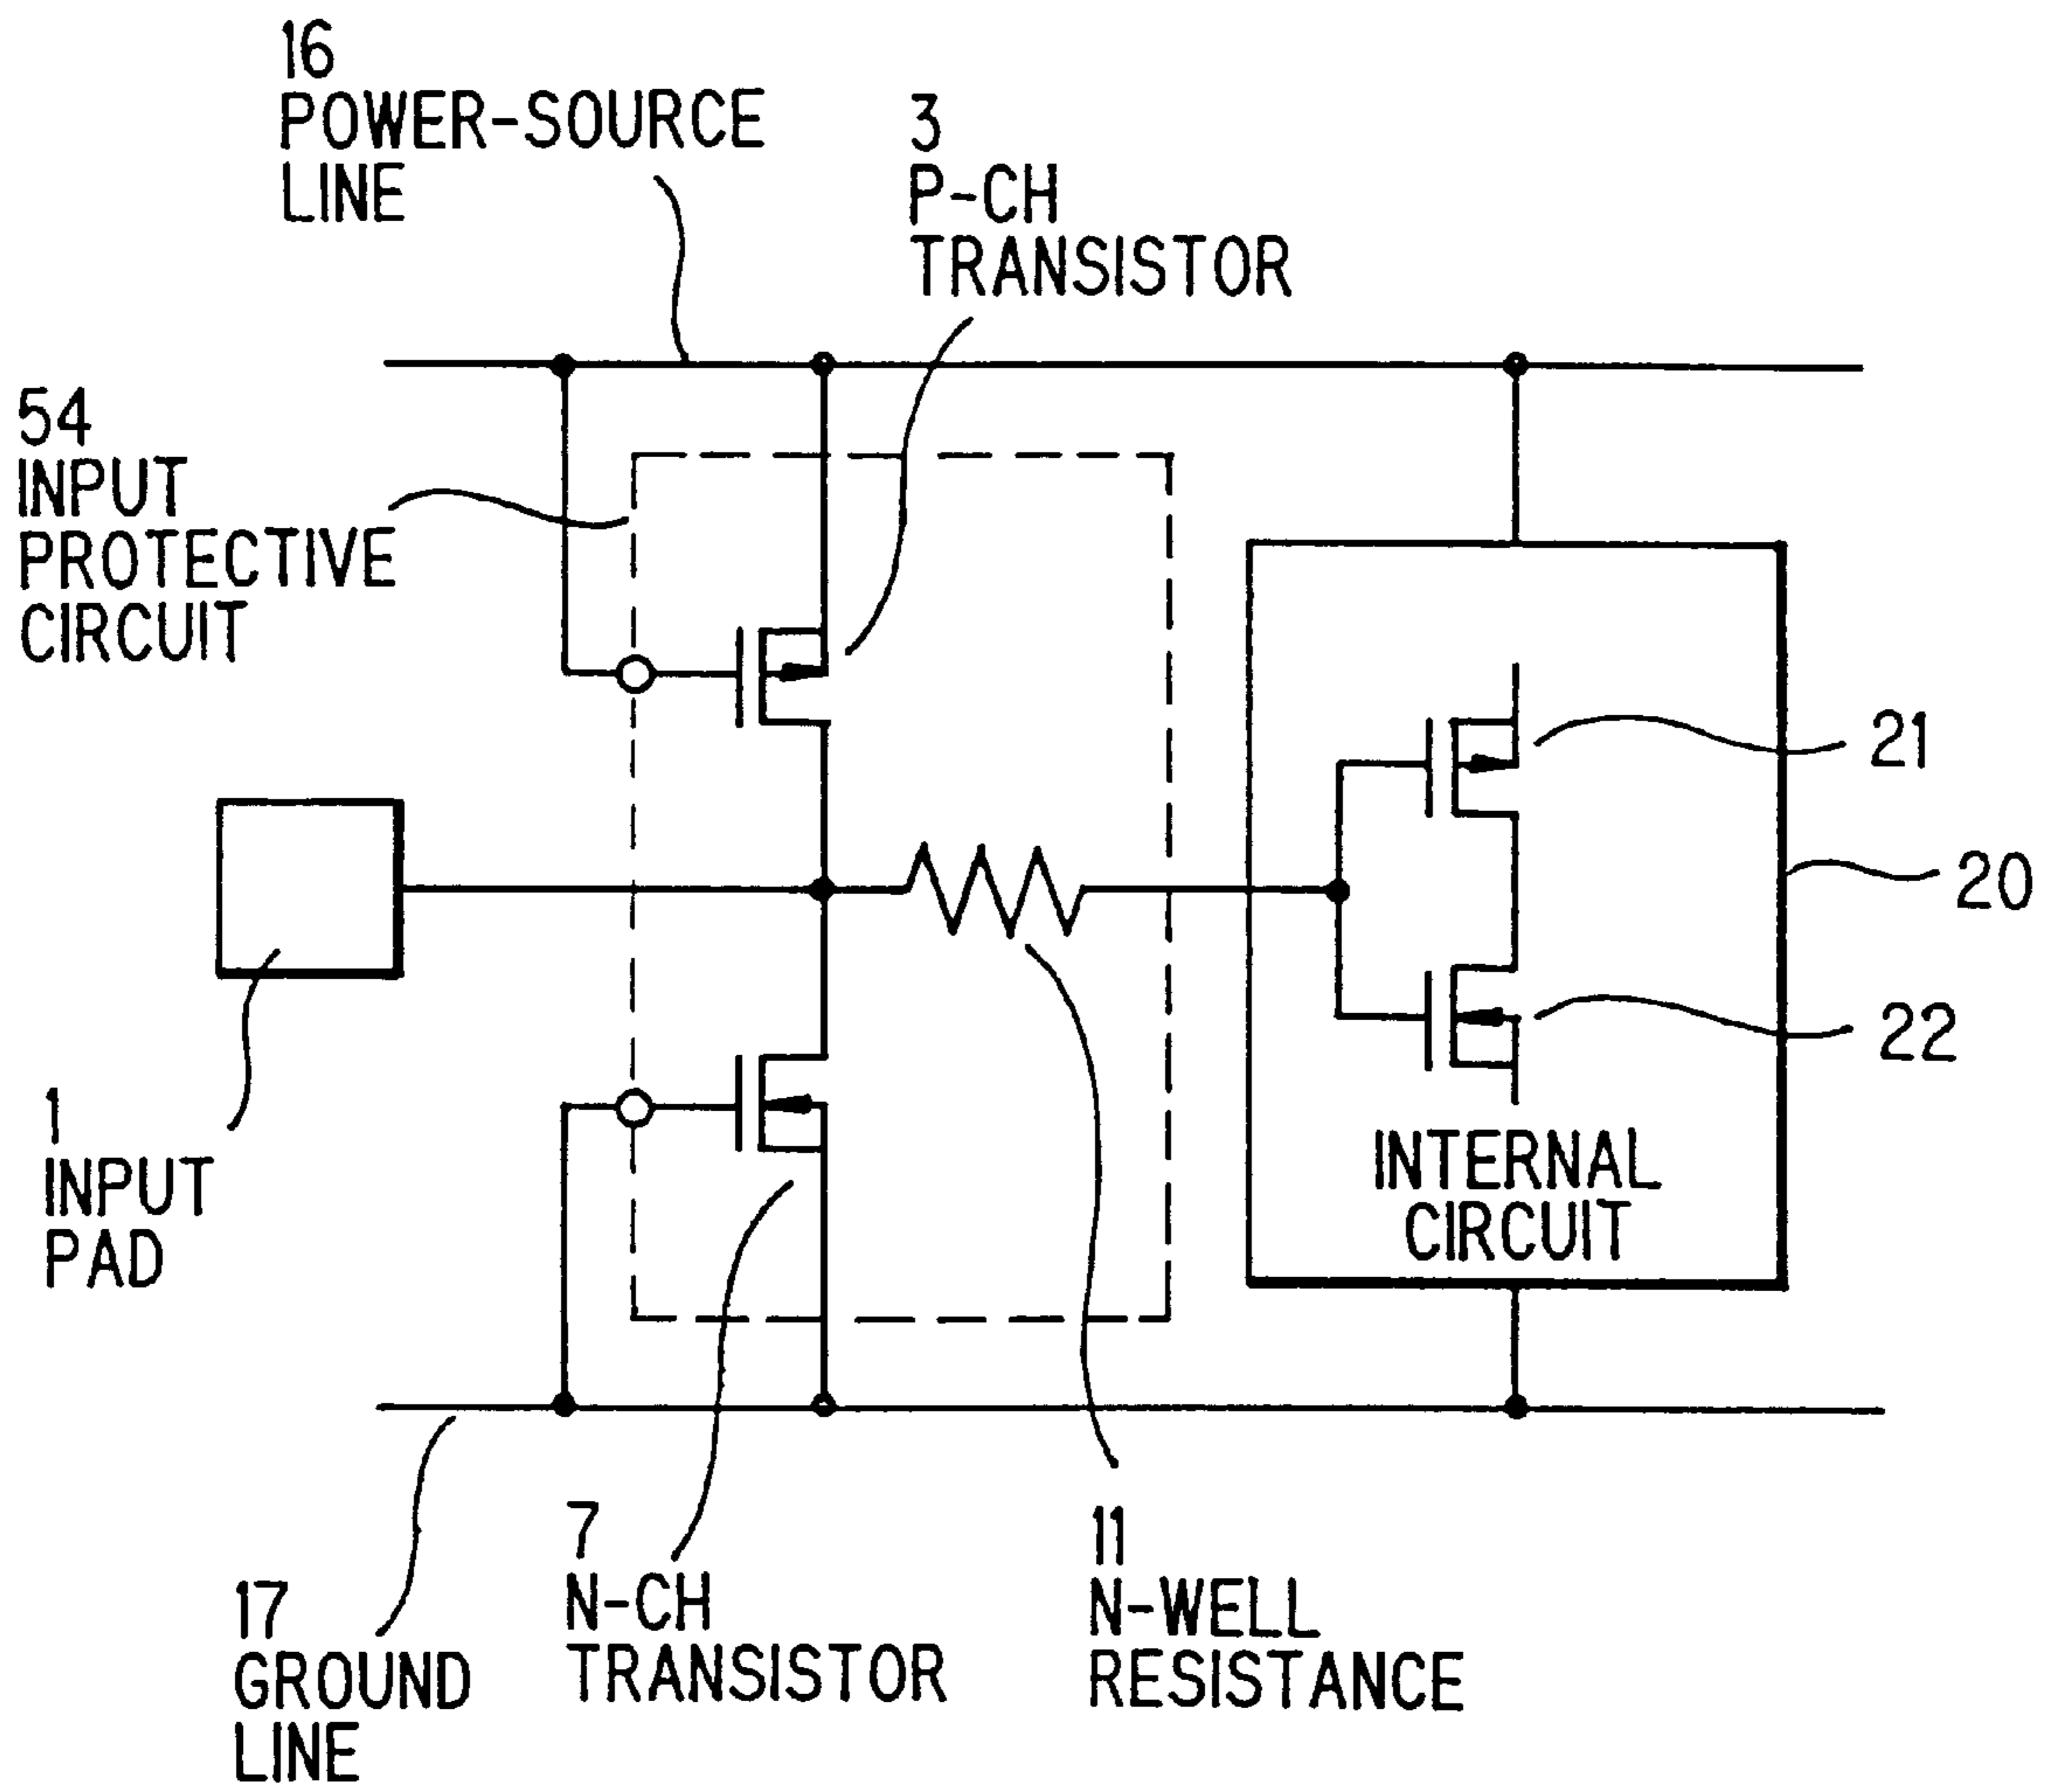 16
POWER-SOURCE
LINE
3
P-CH
TRANSISTOR
54
INPUT
PROTECTIVE
CIRCUIT
21
20
22
1
INPUT
PAD
INTERNAL
CIRCUIT
17
GROUND
LINE
7
N-CH
TRANSISTOR
11
N-WELL
RESISTANCE